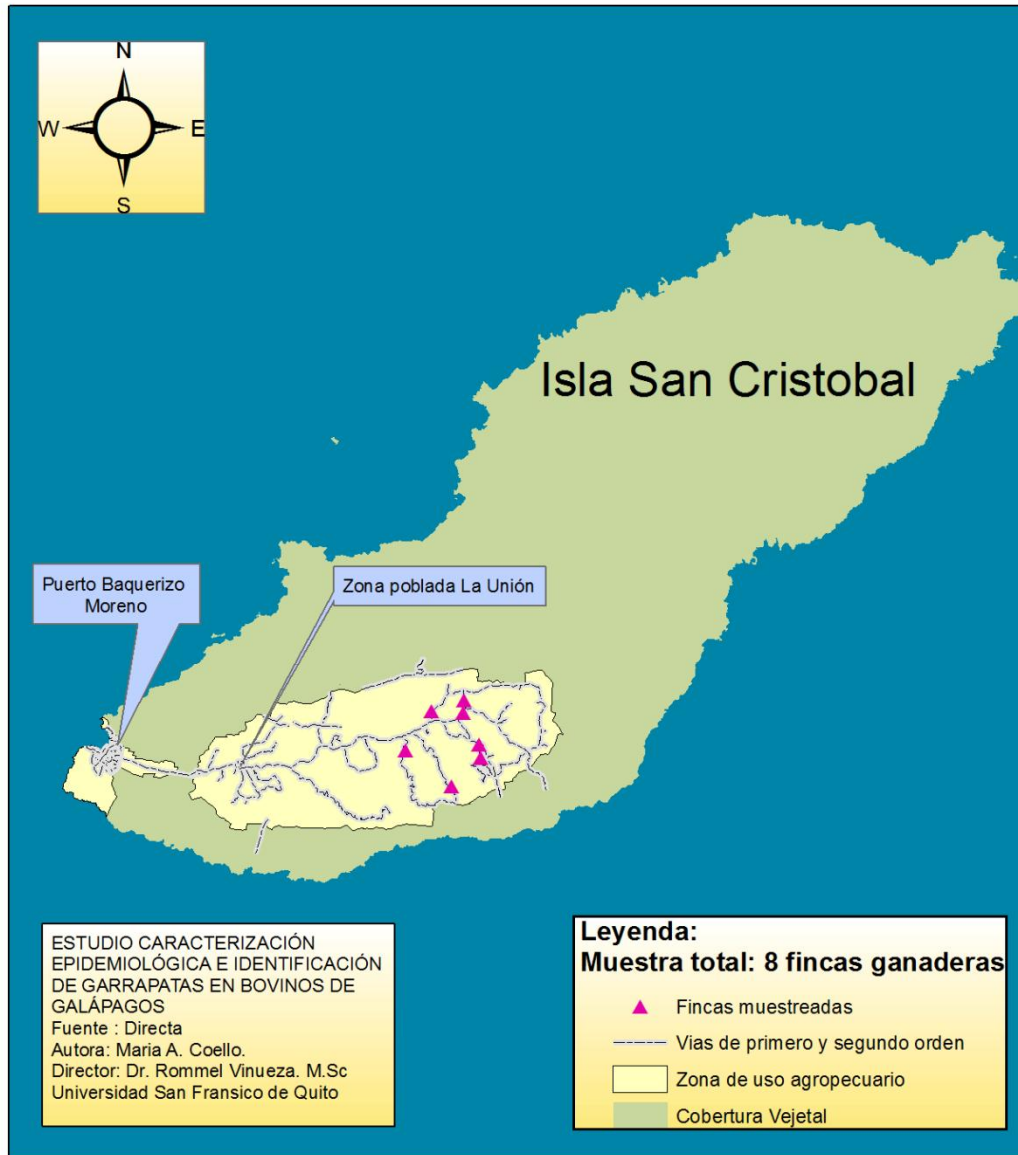 N
W E
S
Isla San Cristobal
Puerto Baquerizo
Moreno
Zona poblada La Unión
ESTUDIO CARACTERIZACIÓN
EPIDEMIOLÓGICA E IDENTIFICACIÓN
DE GARRAPATAS EN BOVINOS DE
GALÁPAGOS
Fuente : Directa
Autora: Maria A. Coello.
Director: Dr. Rommel Vinueza. M.Sc
Universidad San Fransico de Quito
Leyenda:
Muestra total: 8 fincas ganaderas
Fincas muestreadas
Vias de primero y segundo orden
Zona de uso agropecuario
Cobertura Vejetal